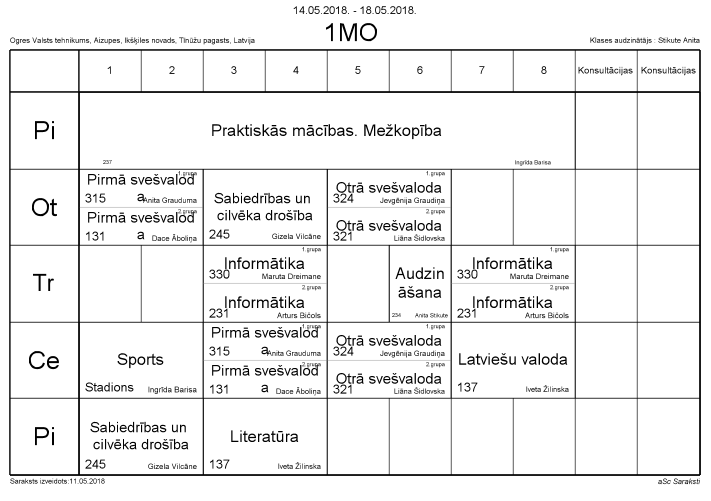 14.05.2018. - 18.05.2018.
1MO
Ogres Valsts tehnikums, Aizupes, Ikšķiles novads, Tīnūžu pagasts, Latvija
Klases audzinātājs : Stikute Anita
1 2 3 4 5 6 7 8 Konsultācijas Konsultācijas
Pi
Praktiskās mācības. Mežkopība
237 Ingrīda Barisa
Ot
1.grupa
Pirmā svešvalod
a
315 Anita Grauduma
2.grupa
Pirmā svešvalod
a
131 Dace Āboliņa
Sabiedrības un
cilvēka drošība
245 Gizela Vilcāne
1.grupa
Otrā svešvaloda
324 Jevgēnija Graudiņa
2.grupa
Otrā svešvaloda
321 Liāna Šidlovska
Tr
1.grupa
Informātika
330 Maruta Dreimane
2.grupa
Informātika
231 Arturs Bičols
Audzin
āšana
234 Anita Stikute
1.grupa
Informātika
330 Maruta Dreimane
2.grupa
Informātika
231 Arturs Bičols
Ce
Sports
Stadions Ingrīda Barisa
1.grupa
Pirmā svešvalod
a
315 Anita Grauduma
2.grupa
Pirmā svešvalod
a
131 Dace Āboliņa
1.grupa
Otrā svešvaloda
324 Jevgēnija Graudiņa
2.grupa
Otrā svešvaloda
321 Liāna Šidlovska
Latviešu valoda
137 Iveta Žilinska
Pi
Sabiedrības un
cilvēka drošība
245 Gizela Vilcāne
Literatūra
137 Iveta Žilinska
Saraksts izveidots:11.05.2018
aSc Saraksti